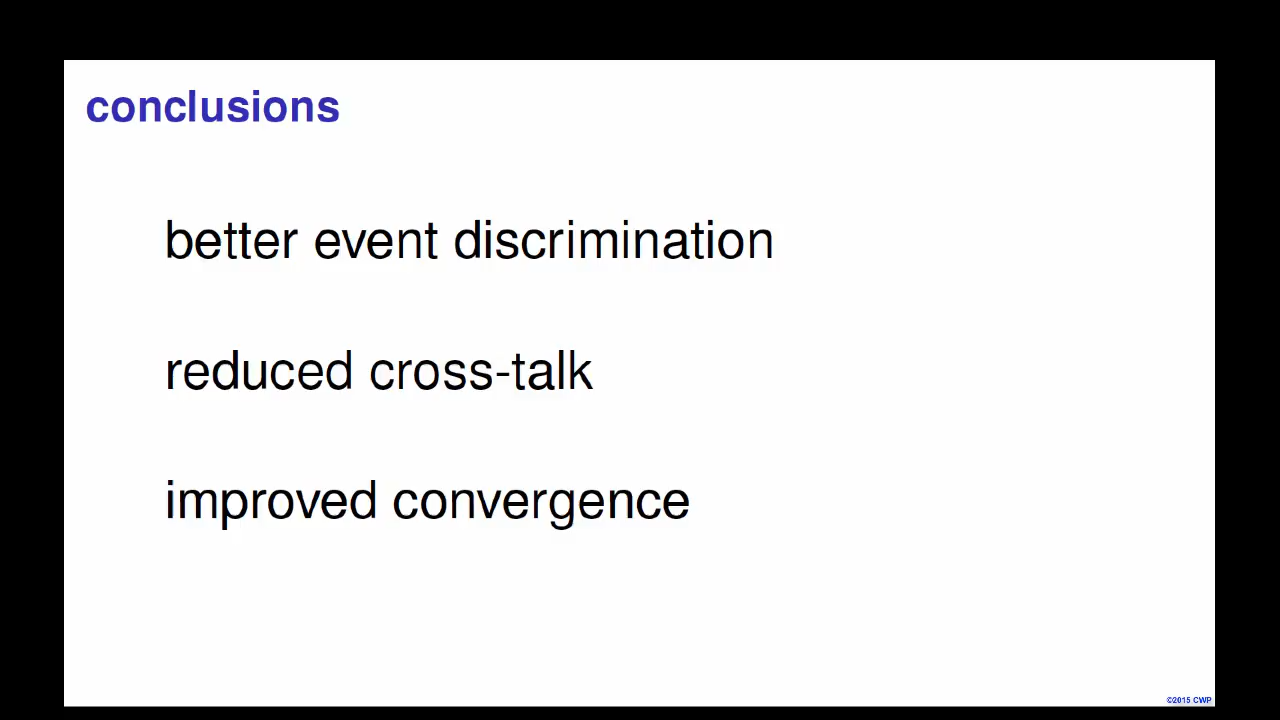 conclusions
better event discrimination
reduced cross-talk
improved convergence
©2015 CWP